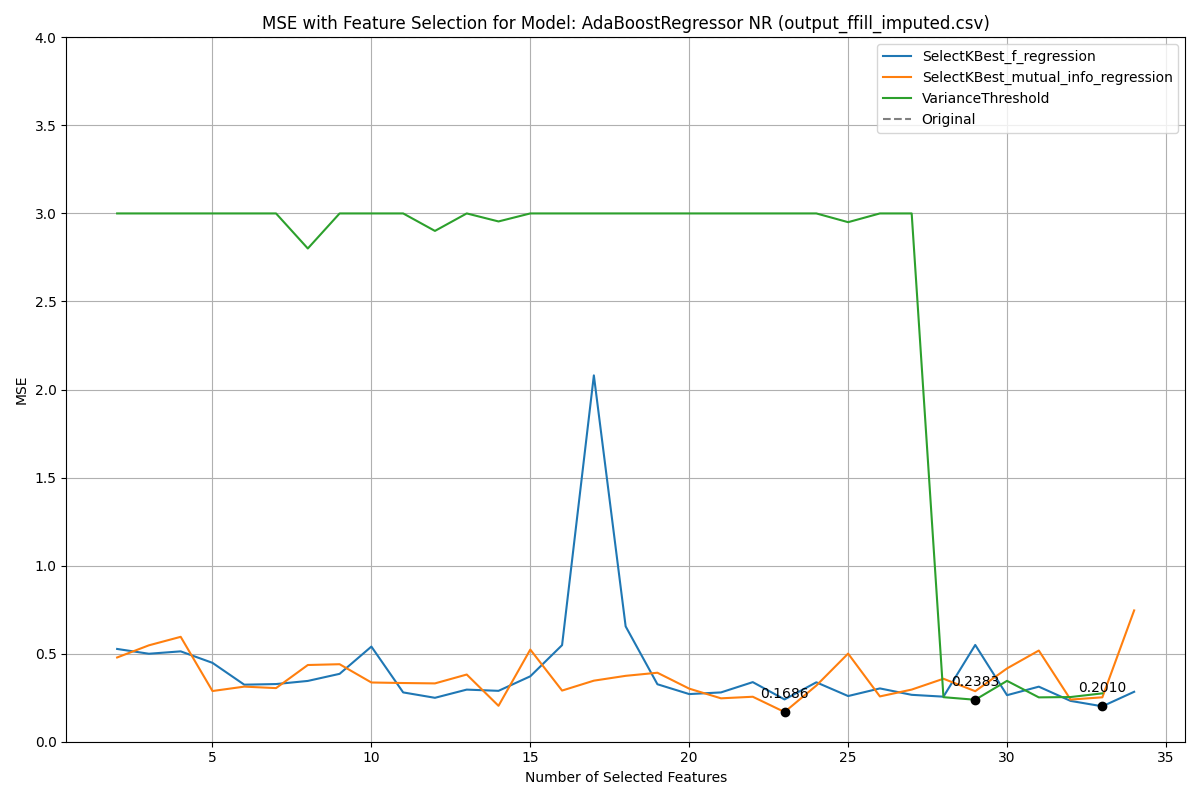 MSE with Feature Selection for Model: AdaBoostRegressor NR (output_ffill_imputed.csv)
SelectKBest_f_regression
SelectKBest_mutual_info_regression
VarianceThreshold
Original
MSE
4.0
3.5
3.0
2.5
2.0
1.5
1.0
0.5
0.0
0.1686
0.2383
0.2010
5 10 15 20 25 30 35
Number of Selected Features